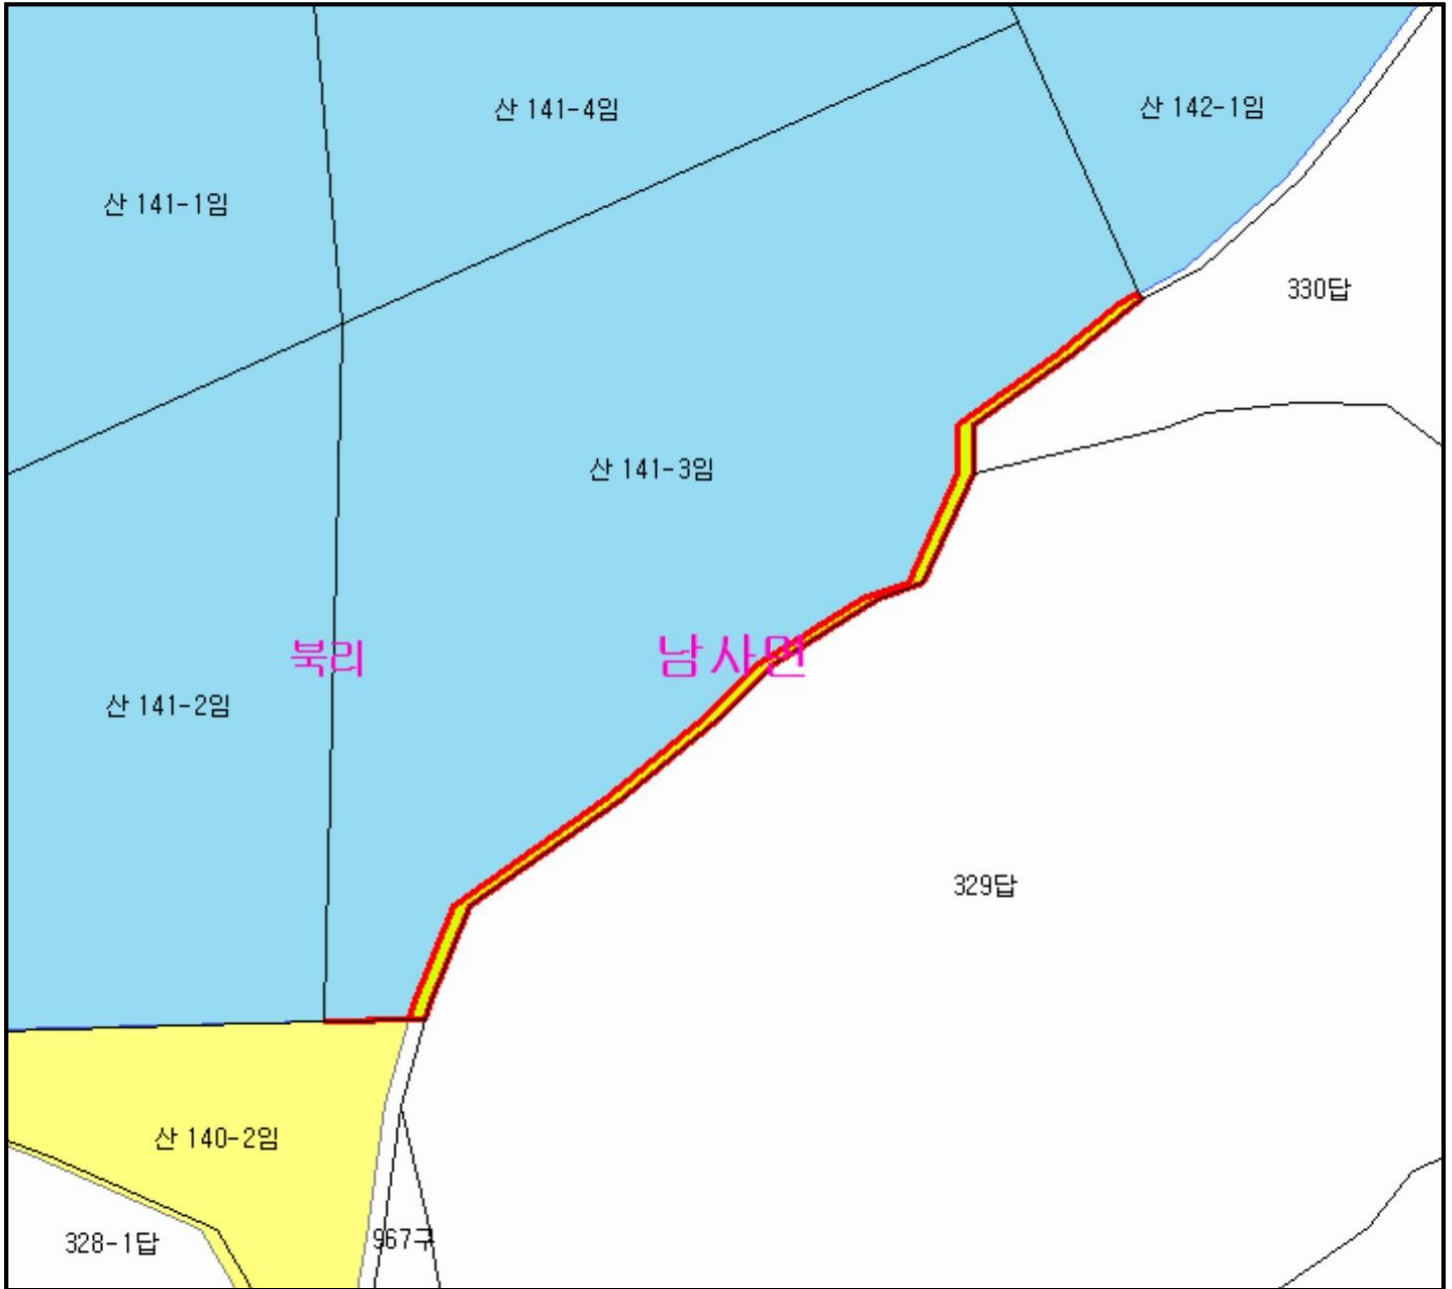 산 141-4임
산 142-1임
산 141-1임
330답
산 141-3임
북리
남사면
산 141-2임
329답
산 140-2임
328-1답
967구